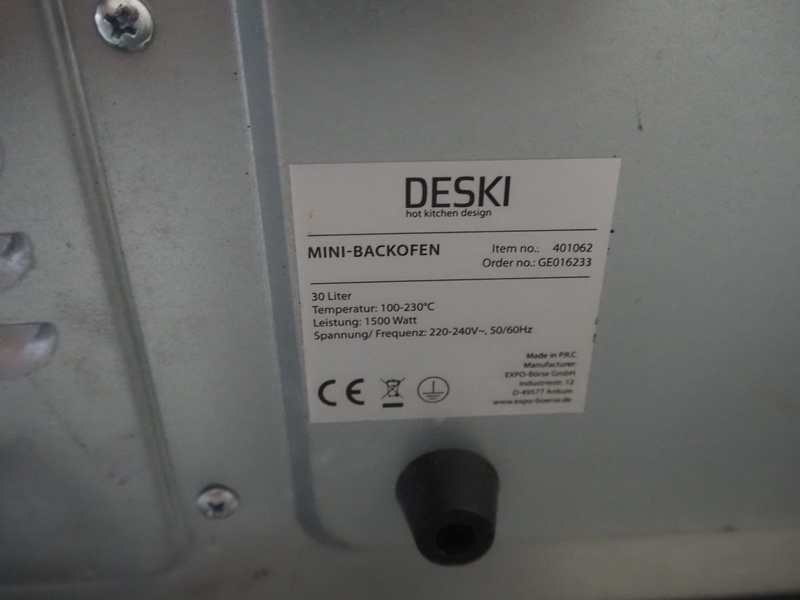 DESKI
hot kitchen design
MINI-BACKOFEN
Item no.: 401062
Order no.: GE016233
30 Liter
Temperatur: 100-230°C
Leistung: 1500 Watt
Spannung/ Frequenz: 220-240V~, 50/60Hz
Made in P.R.C
Manufacturer:
EXPO-Börse GmbH
Industriestr. 12
D-49577 Ankum
www.expo-boerse.de
CE